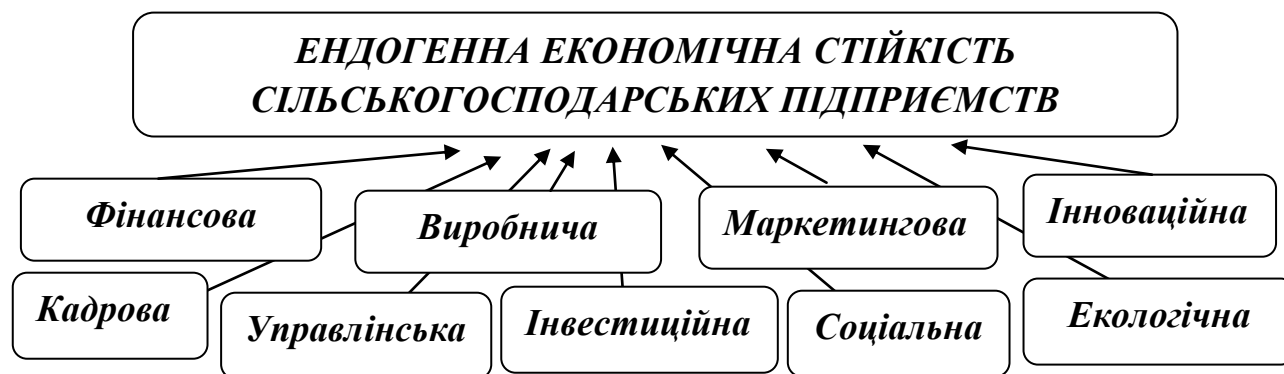 ЕНДОГЕННА ЕКОНОМІЧНА СТІЙКІСТЬ
СІЛЬСЬКОГОСПОДАРСЬКИХ ПІДПРИЄМСТВ
Фінансова
Виробнича
Маркетингова
Інноваційна
Кадрова
Управлінська
Інвестиційна
Соціальна
Екологічна